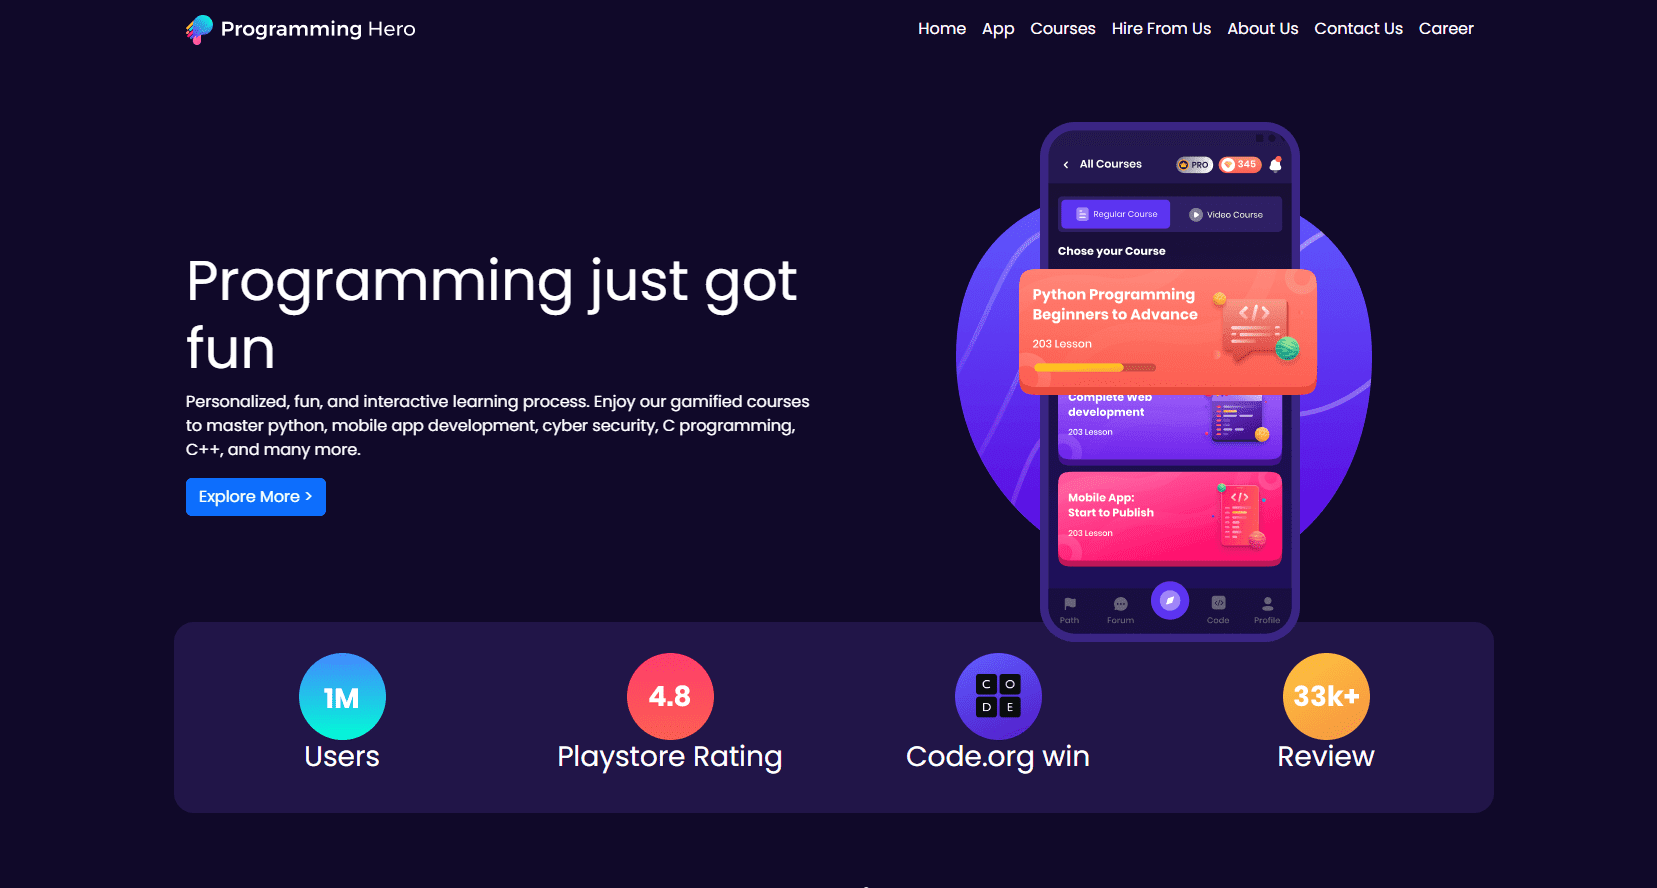 Programming Hero
Home App Courses Hire From Us About Us Contact Us Career
Programming just got
fun
Personalized, fun, and interactive learning process. Enjoy our gamified courses
to master python, mobile app development, cyber security, C programming,
C++, and many more.
Explore More >
All Courses PRO 345
Regular Course Video Course
Chose your Course
Python Programming
Beginners to Advance
203 Lesson
Complete Web
development
203 Lesson
Mobile App:
Start to Publish
203 Lesson
Path Forum Code Profile
1M
Users
4.8
Playstore Rating
C O
D E
Code.org win
33k+
Review